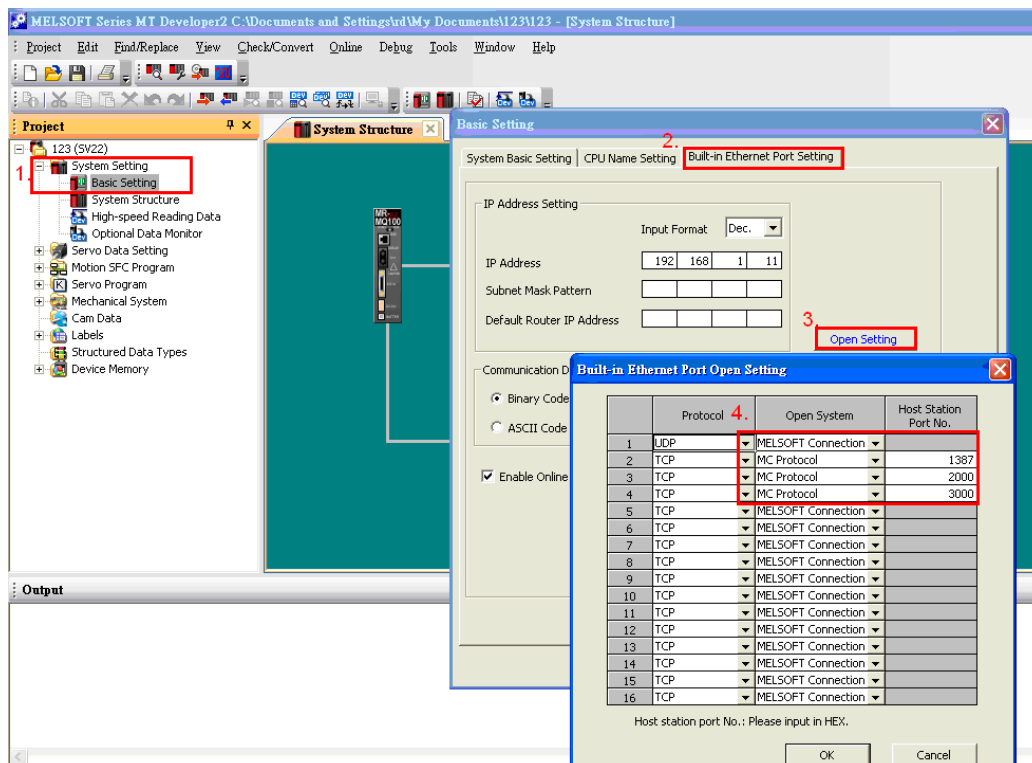 MELSOFT Series MT Developer2 C:\Documents and Settings\rd\My Documents\123\123 - [System Structure]
Project Edit Find/Replace View Check/Convert Online Debug Tools Window Help
Project
System Structure
123 (SV22)
1.
System Setting
Basic Setting
System Structure
High-speed Reading Data
Optional Data Monitor
Servo Data Setting
Motion SFC Program
Servo Program
Mechanical System
Cam Data
Labels
Structured Data Types
Device Memory
MR-
MQ100
Basic Setting
2.
System Basic Setting CPU Name Setting Built-in Ethernet Port Setting
IP Address Setting
Input Format Dec.
IP Address 192 168 1 11
Subnet Mask Pattern
Default Router IP Address
3.
Open Setting
Communication D
Binary Code
ASCII Code
Enable Online
Built-in Ethernet Port Open Setting
4.
Protocol Open System Host Station Port No.
1 UDP MELSOFT Connection
2 TCP MC Protocol 1387
3 TCP MC Protocol 2000
4 TCP MC Protocol 3000
5 TCP MELSOFT Connection
6 TCP MELSOFT Connection
7 TCP MELSOFT Connection
8 TCP MELSOFT Connection
9 TCP MELSOFT Connection
10 TCP MELSOFT Connection
11 TCP MELSOFT Connection
12 TCP MELSOFT Connection
13 TCP MELSOFT Connection
14 TCP MELSOFT Connection
15 TCP MELSOFT Connection
16 TCP MELSOFT Connection
Host station port No.: Please input in HEX.
OK Cancel
Output